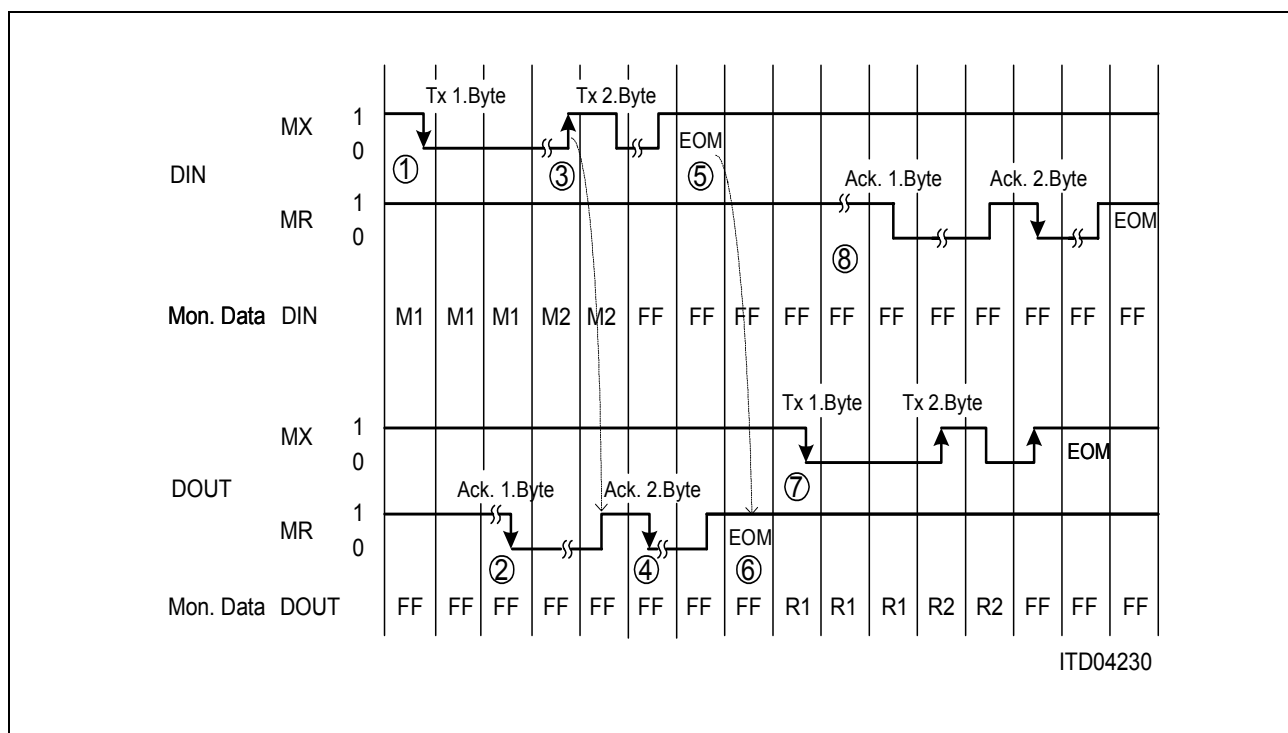 Tx 1.Byte Tx 2.Byte
MX 1
0
① ③ EOM
⑤
DIN
Ack. 1.Byte Ack. 2.Byte
MR 1
0
EOM
⑧
Mon. Data DIN M1 M1 M1 M2 M2 FF FF FF FF FF FF FF FF FF FF FF
Tx 1.Byte Tx 2.Byte
MX 1
0
EOM
⑦
DOUT
Ack. 1.Byte Ack. 2.Byte
MR 1
0
EOM
② ④ ⑥
Mon. Data DOUT FF FF FF FF FF FF FF FF R1 R1 R1 R2 R2 FF FF FF
ITD04230